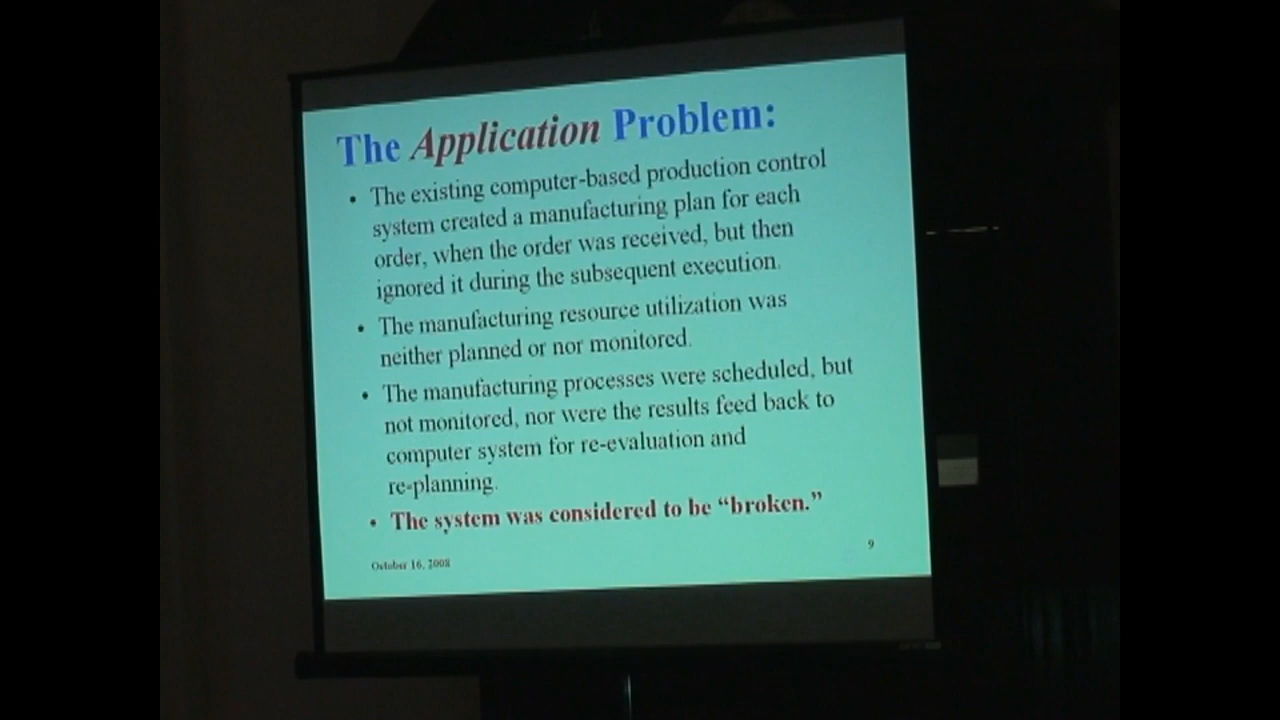 The Application Problem:
• The existing computer-based production control
system created a manufacturing plan for each
order, when the order was received, but then
ignored it during the subsequent execution.
• The manufacturing resource utilization was
neither planned or nor monitored.
• The manufacturing processes were scheduled, but
not monitored, nor were the results feed back to
computer system for re-evaluation and
re-planning.
• The system was considered to be “broken.”
October 16, 2008
9